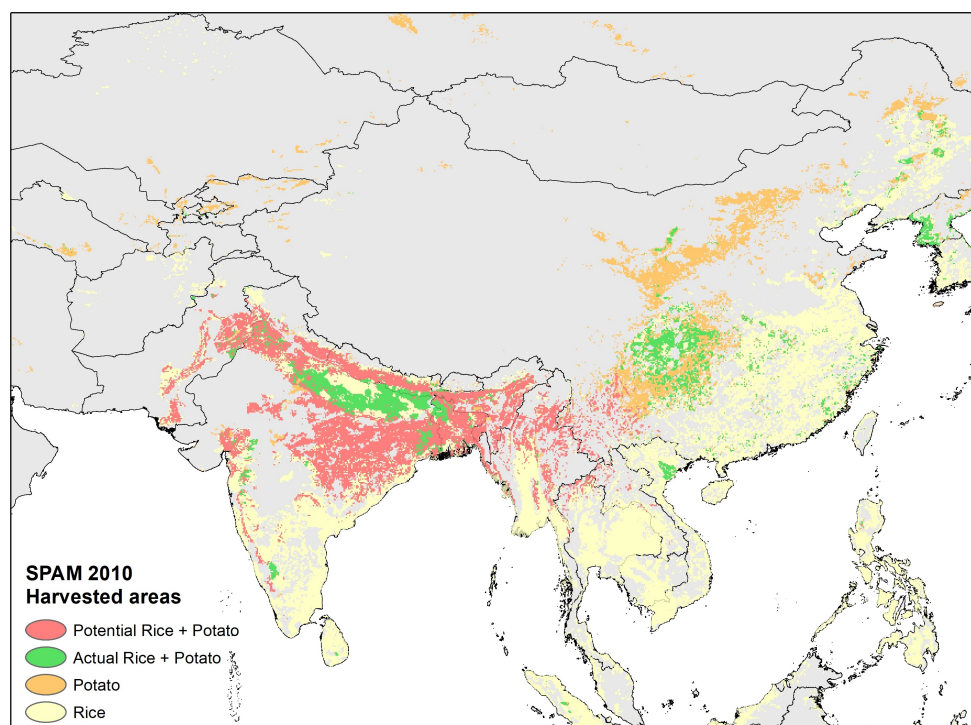 SPAM 2010
Harvested areas
Potential Rice + Potato
Actual Rice + Potato
Potato
Rice